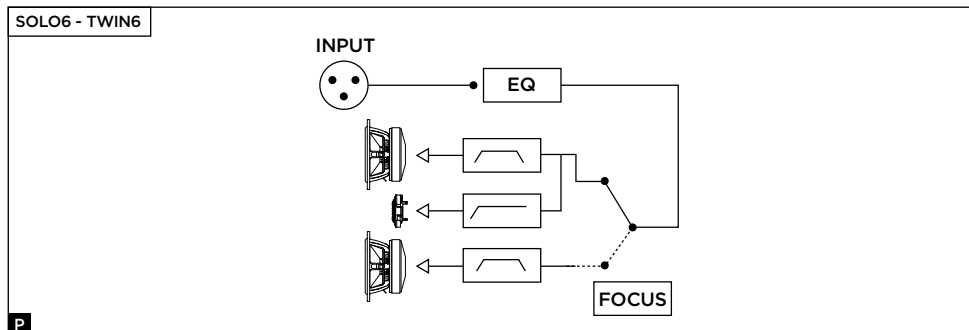 SOLO6 - TWIN6
INPUT
EQ
FOCUS
P